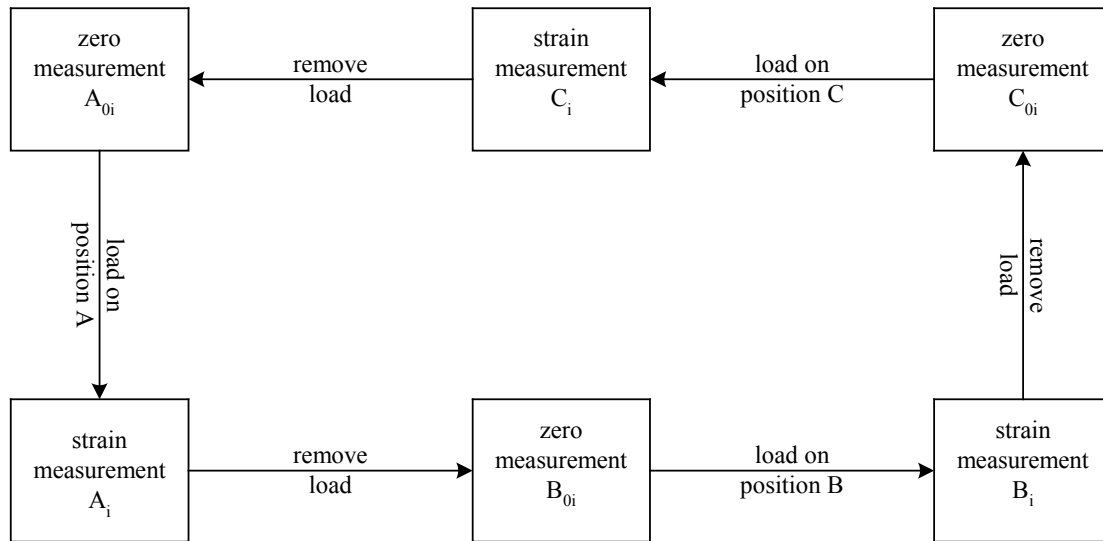 zero
measurement
A0i
remove
load
strain
measurement
Ci
load on
position C
zero
measurement
C0i
load on
position A
remove
load
strain
measurement
Ai
remove
load
zero
measurement
B0i
load on
position B
strain
measurement
Bi